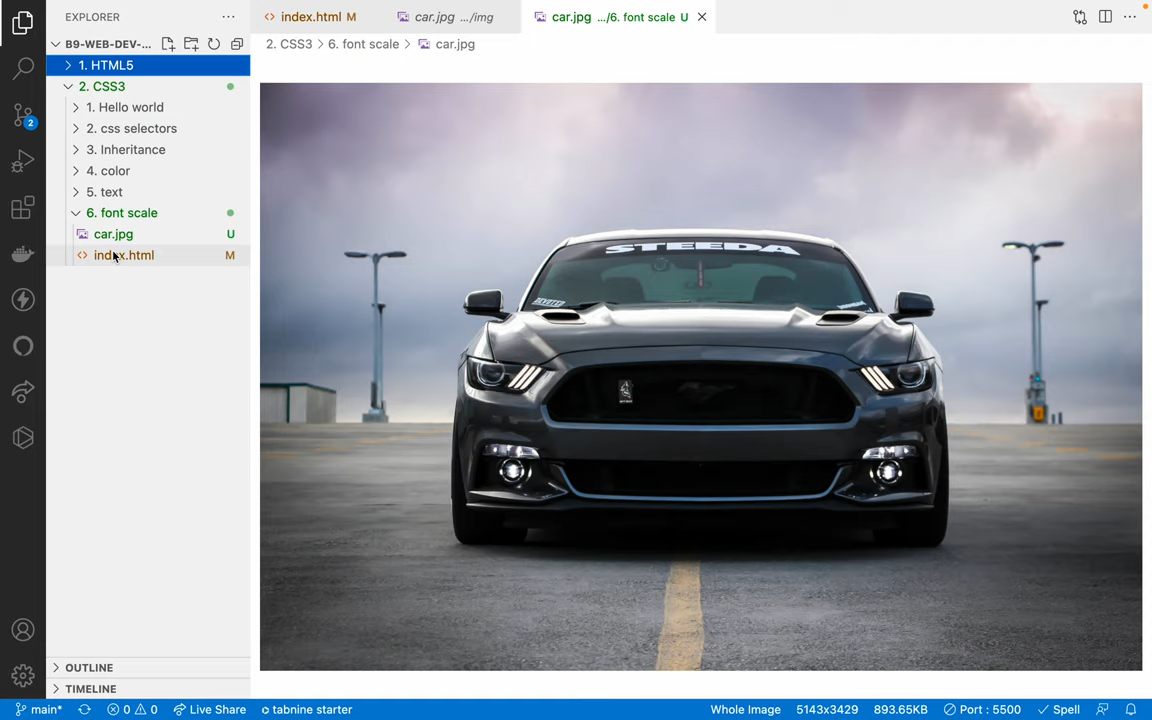 EXPLORER
index.html M
car.jpg .../img
car.jpg .../6. font scale U
B9-WEB-DEV-...
2. CSS3 > 6. font scale > car.jpg
1. HTML5
2. CSS3
1. Hello world
2. css selectors
3. Inheritance
4. color
5. text
6. font scale
car.jpg U
index.html M
2
STEEDA
OUTLINE
TIMELINE
main* 0 0 Live Share tabnine starter Whole Image 5143x3429 893.65KB Port : 5500 Spell